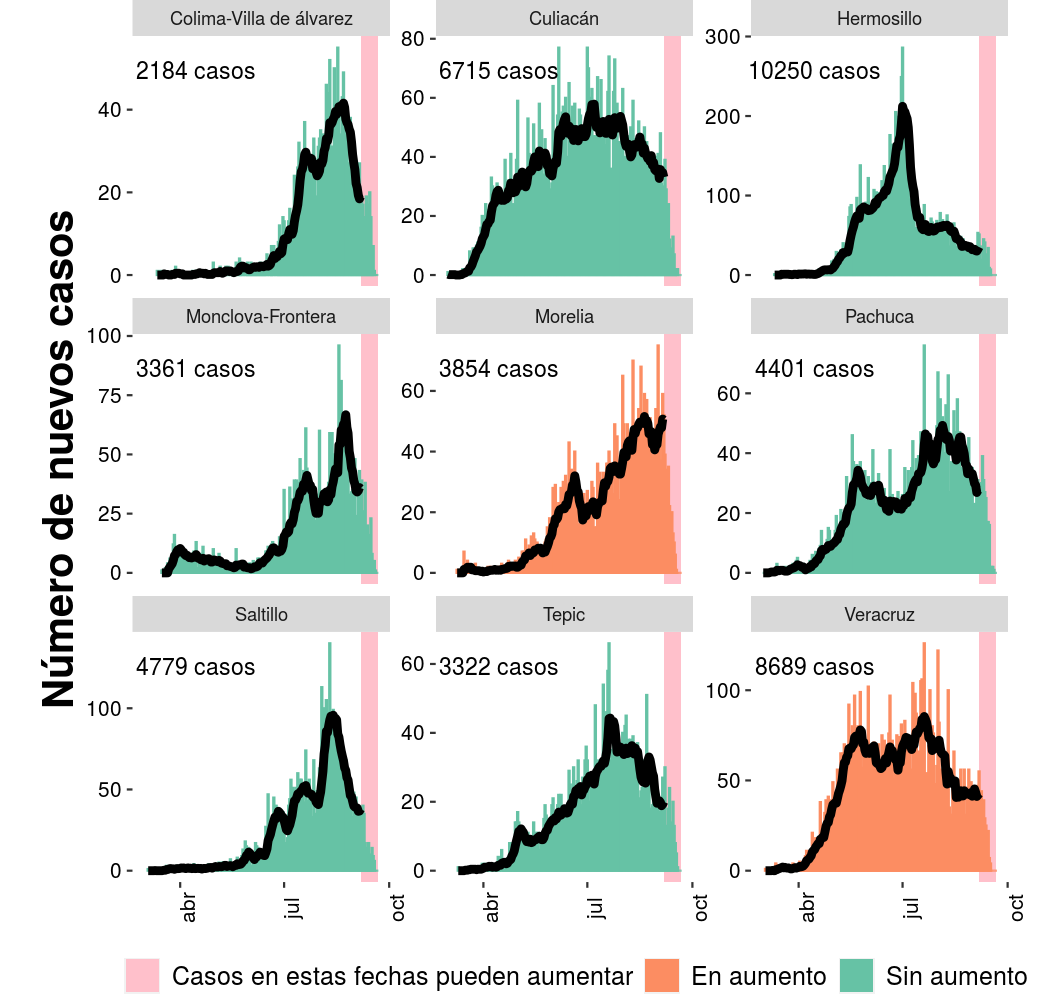 Número de nuevos casos
Colima-Villa de álvarez
Culiacán
Hermosillo
2184 casos
6715 casos
10250 casos
40
20
0
80
60
40
20
0
300
200
100
0
Monclova-Frontera
Morelia
Pachuca
3361 casos
3854 casos
4401 casos
100
75
50
25
0
60
40
20
0
60
40
20
0
Saltillo
Tepic
Veracruz
4779 casos
3322 casos
8689 casos
100
50
0
60
40
20
0
100
50
0
abr
jul
oct
abr
jul
oct
abr
jul
oct
Casos en estas fechas pueden aumentar
En aumento
Sin aumento